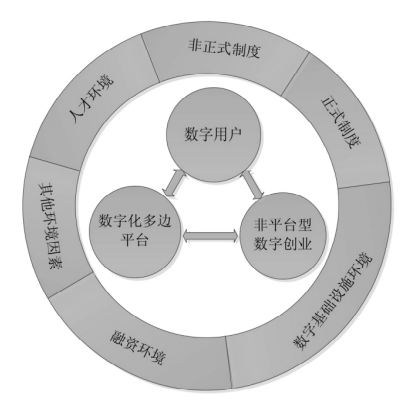 非正式制度
正式制度
数字基础设施环境
融资环境
其他环境因素
人才环境
数字用户
数字化多边
平台
非平台型
数字创业